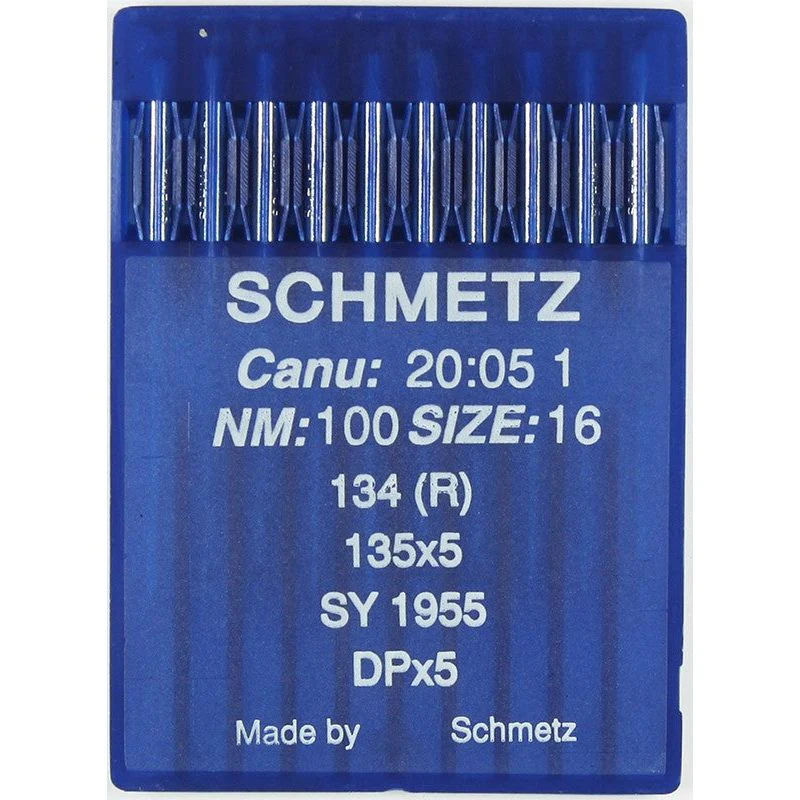 SCHMETZ
Canu: 20:05 1
NM:100 SIZE:16
134 (R)
135x5
SY 1955
DPx5
Made by Schmetz